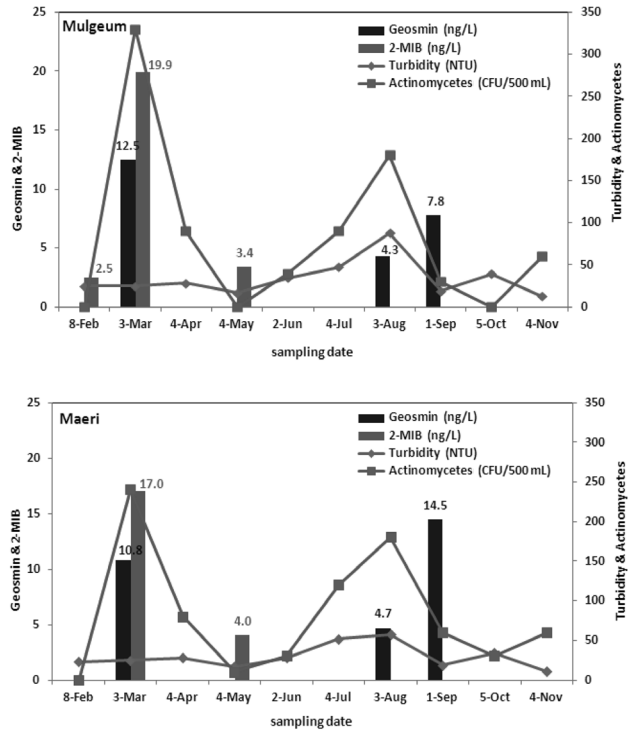 Mulgeum
Geosmin (ng/L)
2-MIB (ng/L)
Turbidity (NTU)
Actinomycetes (CFU/500 mL)
25
20
15
10
5
0
Geosmin & 2-MIB
350
300
250
200
150
100
50
0
Turbidity & Actinomycetes
2.5
12.5
19.9
3.4
4.3
7.8
8-Feb 3-Mar 4-Apr 4-May 2-Jun 4-Jul 3-Aug 1-Sep 5-Oct 4-Nov
sampling date
Maeri
Geosmin (ng/L)
2-MIB (ng/L)
Turbidity (NTU)
Actinomycetes (CFU/500 mL)
25
20
15
10
5
0
Geosmin & 2-MIB
350
300
250
200
150
100
50
0
Turbidity & Actinomycetes
10.8
17.0
4.0
4.7
14.5
8-Feb 3-Mar 4-Apr 4-May 2-Jun 4-Jul 3-Aug 1-Sep 5-Oct 4-Nov
sampling date